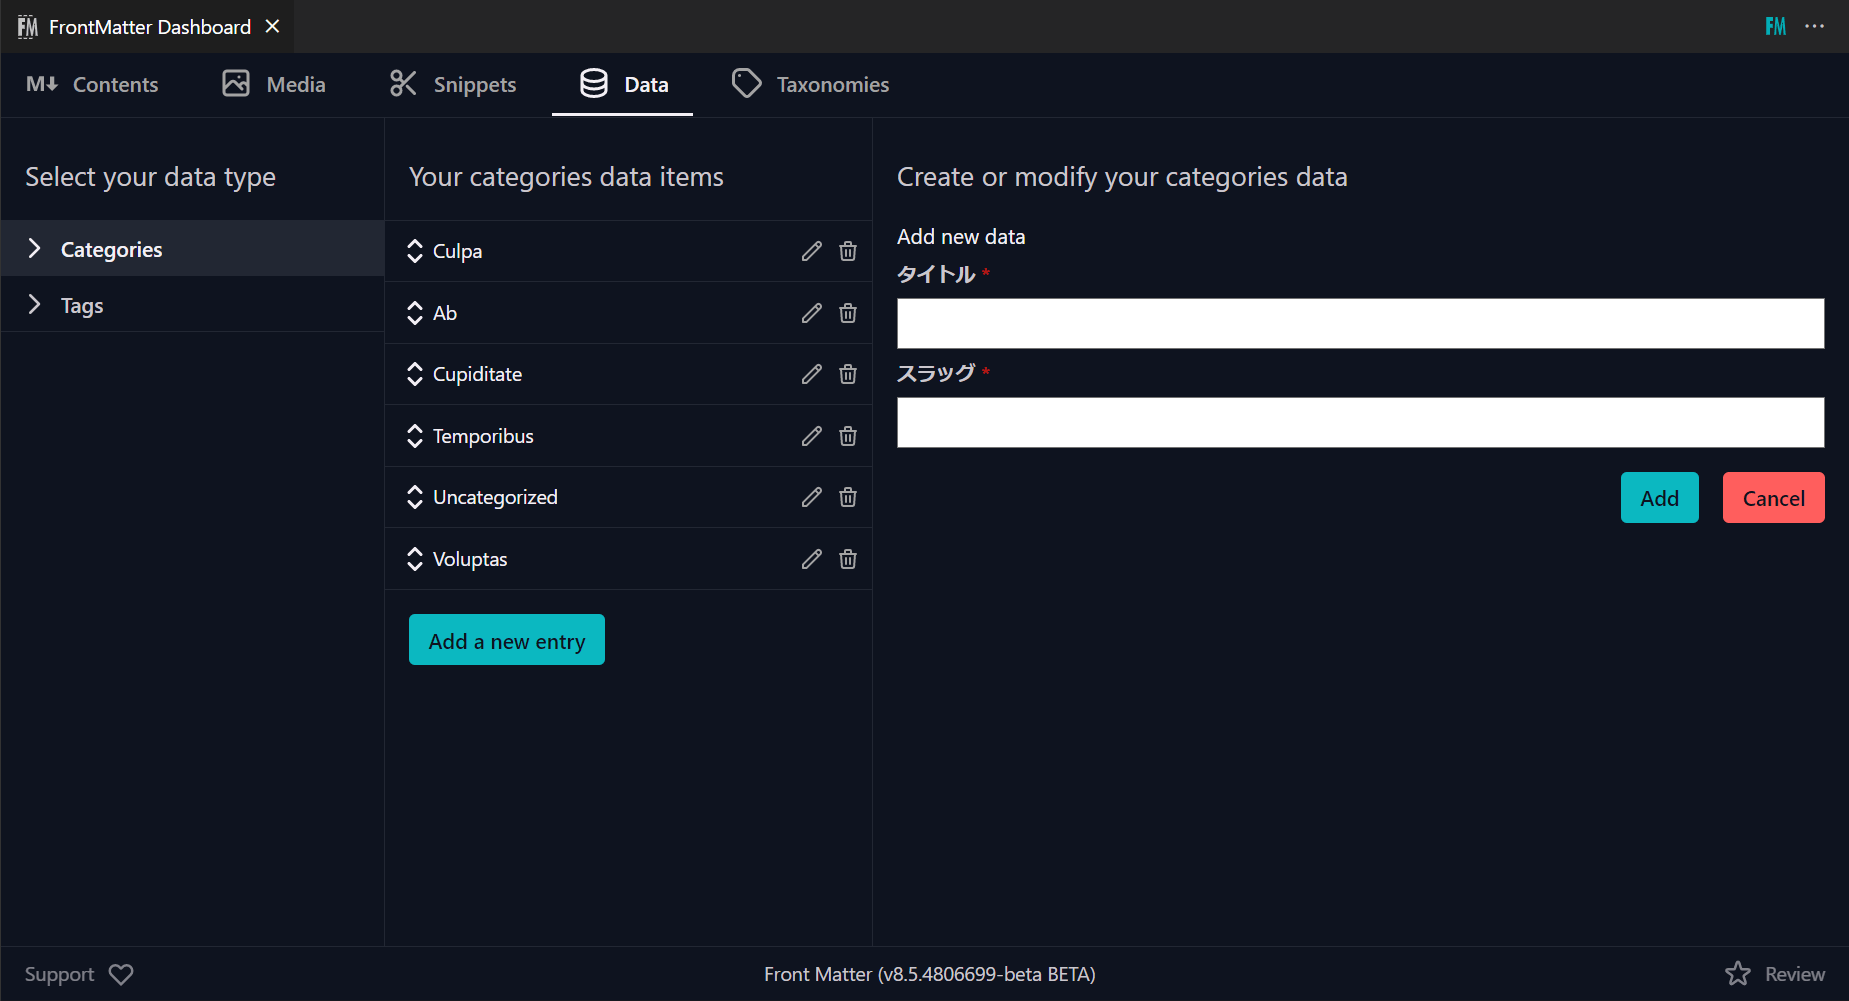 FM FrontMatter Dashboard
FM
M Contents
Media
Snippets
Data
Taxonomies
Select your data type
Categories
Tags
Your categories data items
Culpa
Ab
Cupiditate
Temporibus
Uncategorized
Voluptas
Add a new entry
Create or modify your categories data
Add new data
タイトル *
スラッグ *
Add
Cancel
Support
Front Matter (v8.5.4806699-beta BETA)
Review